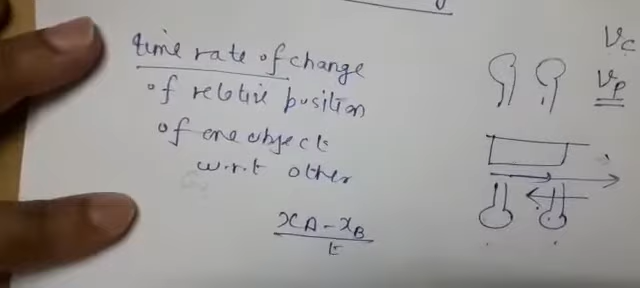 time rate of change
of relative position
of one object
w.r.t other
xA - xB
t
Vc
Vp